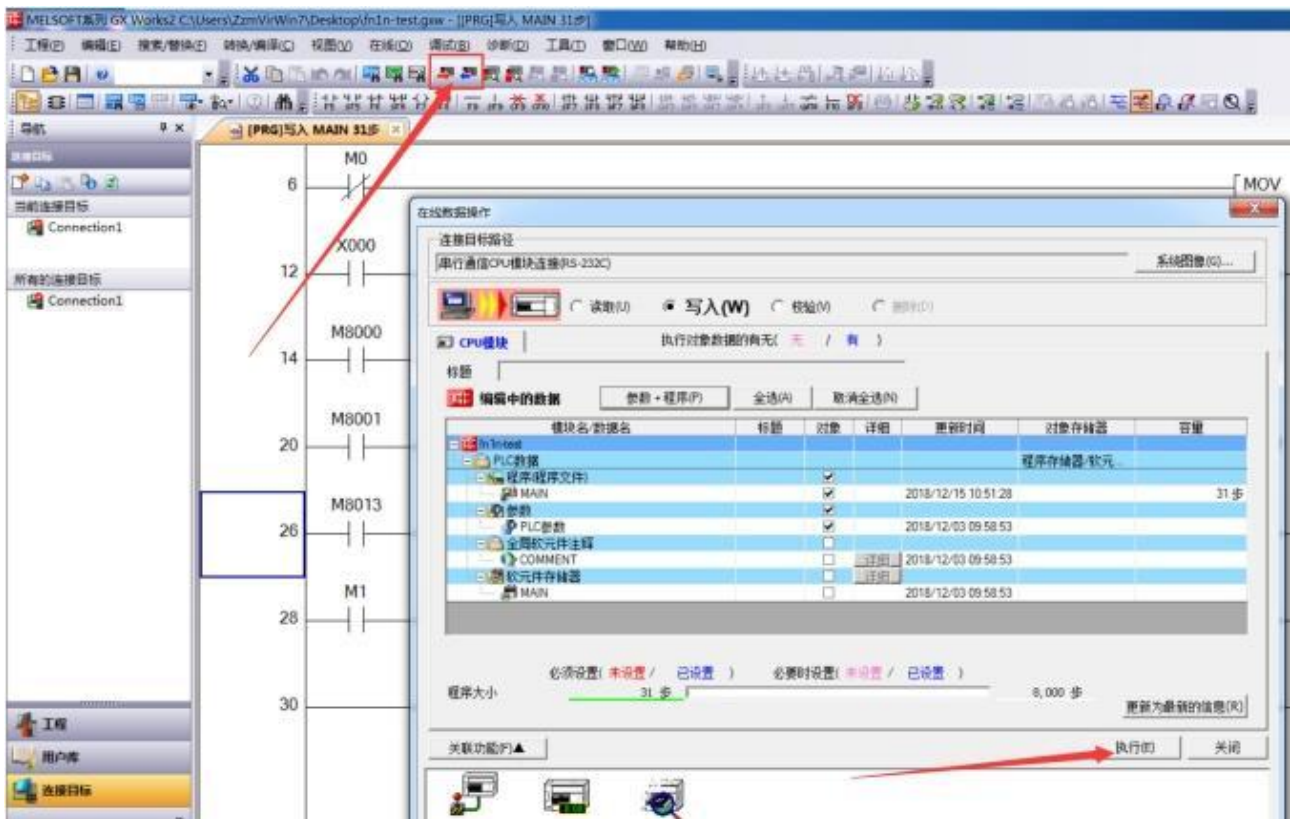 MELSOFT系列 GX Works2 C:\Users\ZzmVirWin7\Desktop\fn1n-test.gxw - [[PRG]写入 MAIN 31步]
工程(P) 编辑(E) 搜索/替换(F) 转换/编译(C) 视图(V) 在线(O) 调试(B) 诊断(D) 工具(T) 窗口(W) 帮助(H)
导航
[PRG]写入 MAIN 31步
连接目标
当前连接目标
Connection1
所有的连接目标
Connection1
工程
用户库
连接目标
M0
6
MOV
X000
12
M8000
14
M8001
20
M8013
26
M1
28
30
在线数据操作
连接目标路径
串行通信CPU模块连接(RS-232C)
系统图像(G)...
读取(U) 写入(W) 校验(V) 删除(D)
CPU模块
执行对象数据的有无( 无 / 有 )
标题
编辑中的数据 参数+程序(P) 全选(A) 取消全选(N)
模块名/数据名 标题 对象 详细 更新时间 对象存储器 容量
fn1n-test
PLC数据 程序存储器/软元...
程序(程序文件)
MAIN 2018/12/15 10:51:28 31 步
参数
PLC参数 2018/12/03 09:58:53
全局软元件注释
COMMENT 详细 2018/12/03 09:58:53
软元件存储器 详细
MAIN 2018/12/03 09:58:53
必须设置( 未设置 / 已设置 ) 必要时设置( 未设置 / 已设置 )
程序大小 31 步 8,000 步
更新为最新的信息(R)
关联功能(F)▲ 执行(E) 关闭